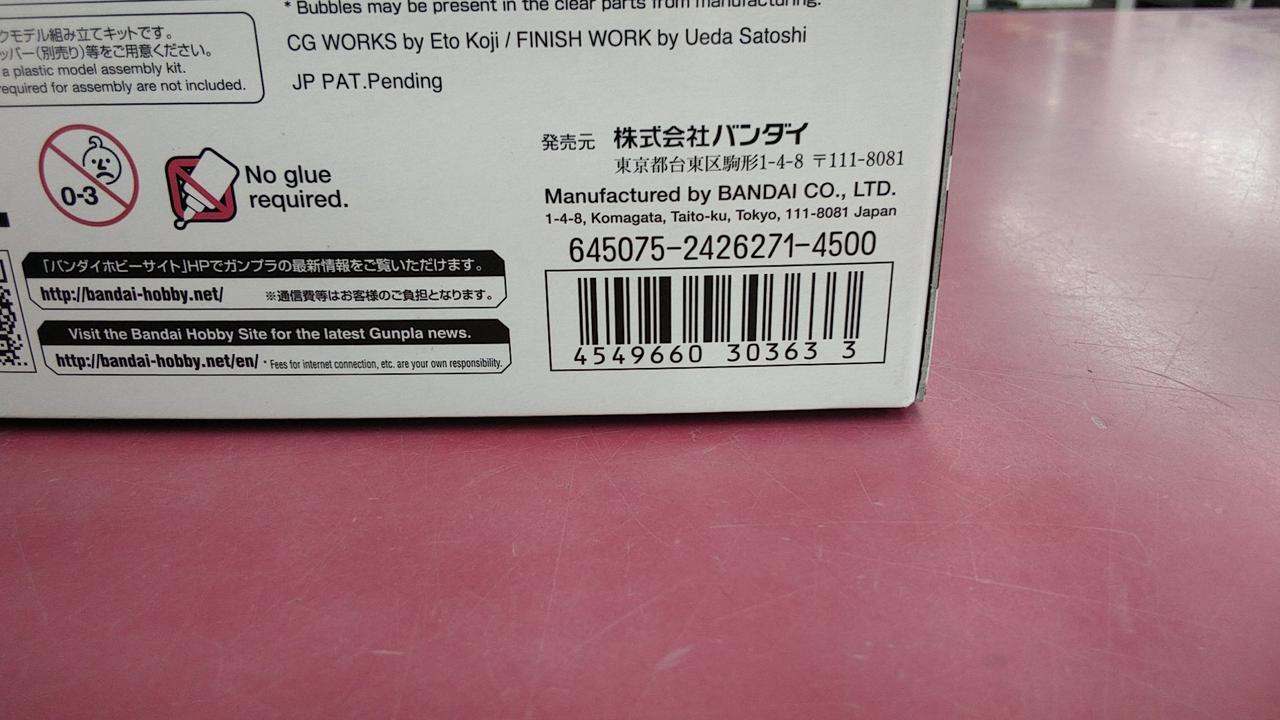 * Bubbles may be present in the clear parts from manufacturing.
クモデル組み立てキットです。
ッパー(別売り)等をご用意ください。
a plastic model assembly kit.
required for assembly are not included.
CG WORKS by Eto Koji / FINISH WORK by Ueda Satoshi
JP PAT.Pending
0-3
No glue
required.
発売元 株式会社バンダイ
東京都台東区駒形1-4-8 〒111-8081
Manufactured by BANDAI CO., LTD.
1-4-8, Komagata, Taito-ku, Tokyo, 111-8081 Japan
645075-2426271-4500
4549660 30363 3
「バンダイホビーサイト」HPでガンプラの最新情報をご覧いただけます。
http://bandai-hobby.net/ ※通信費等はお客様のご負担となります。
Visit the Bandai Hobby Site for the latest Gunpla news.
http://bandai-hobby.net/en/ * Fees for internet connection, etc. are your own responsibility.